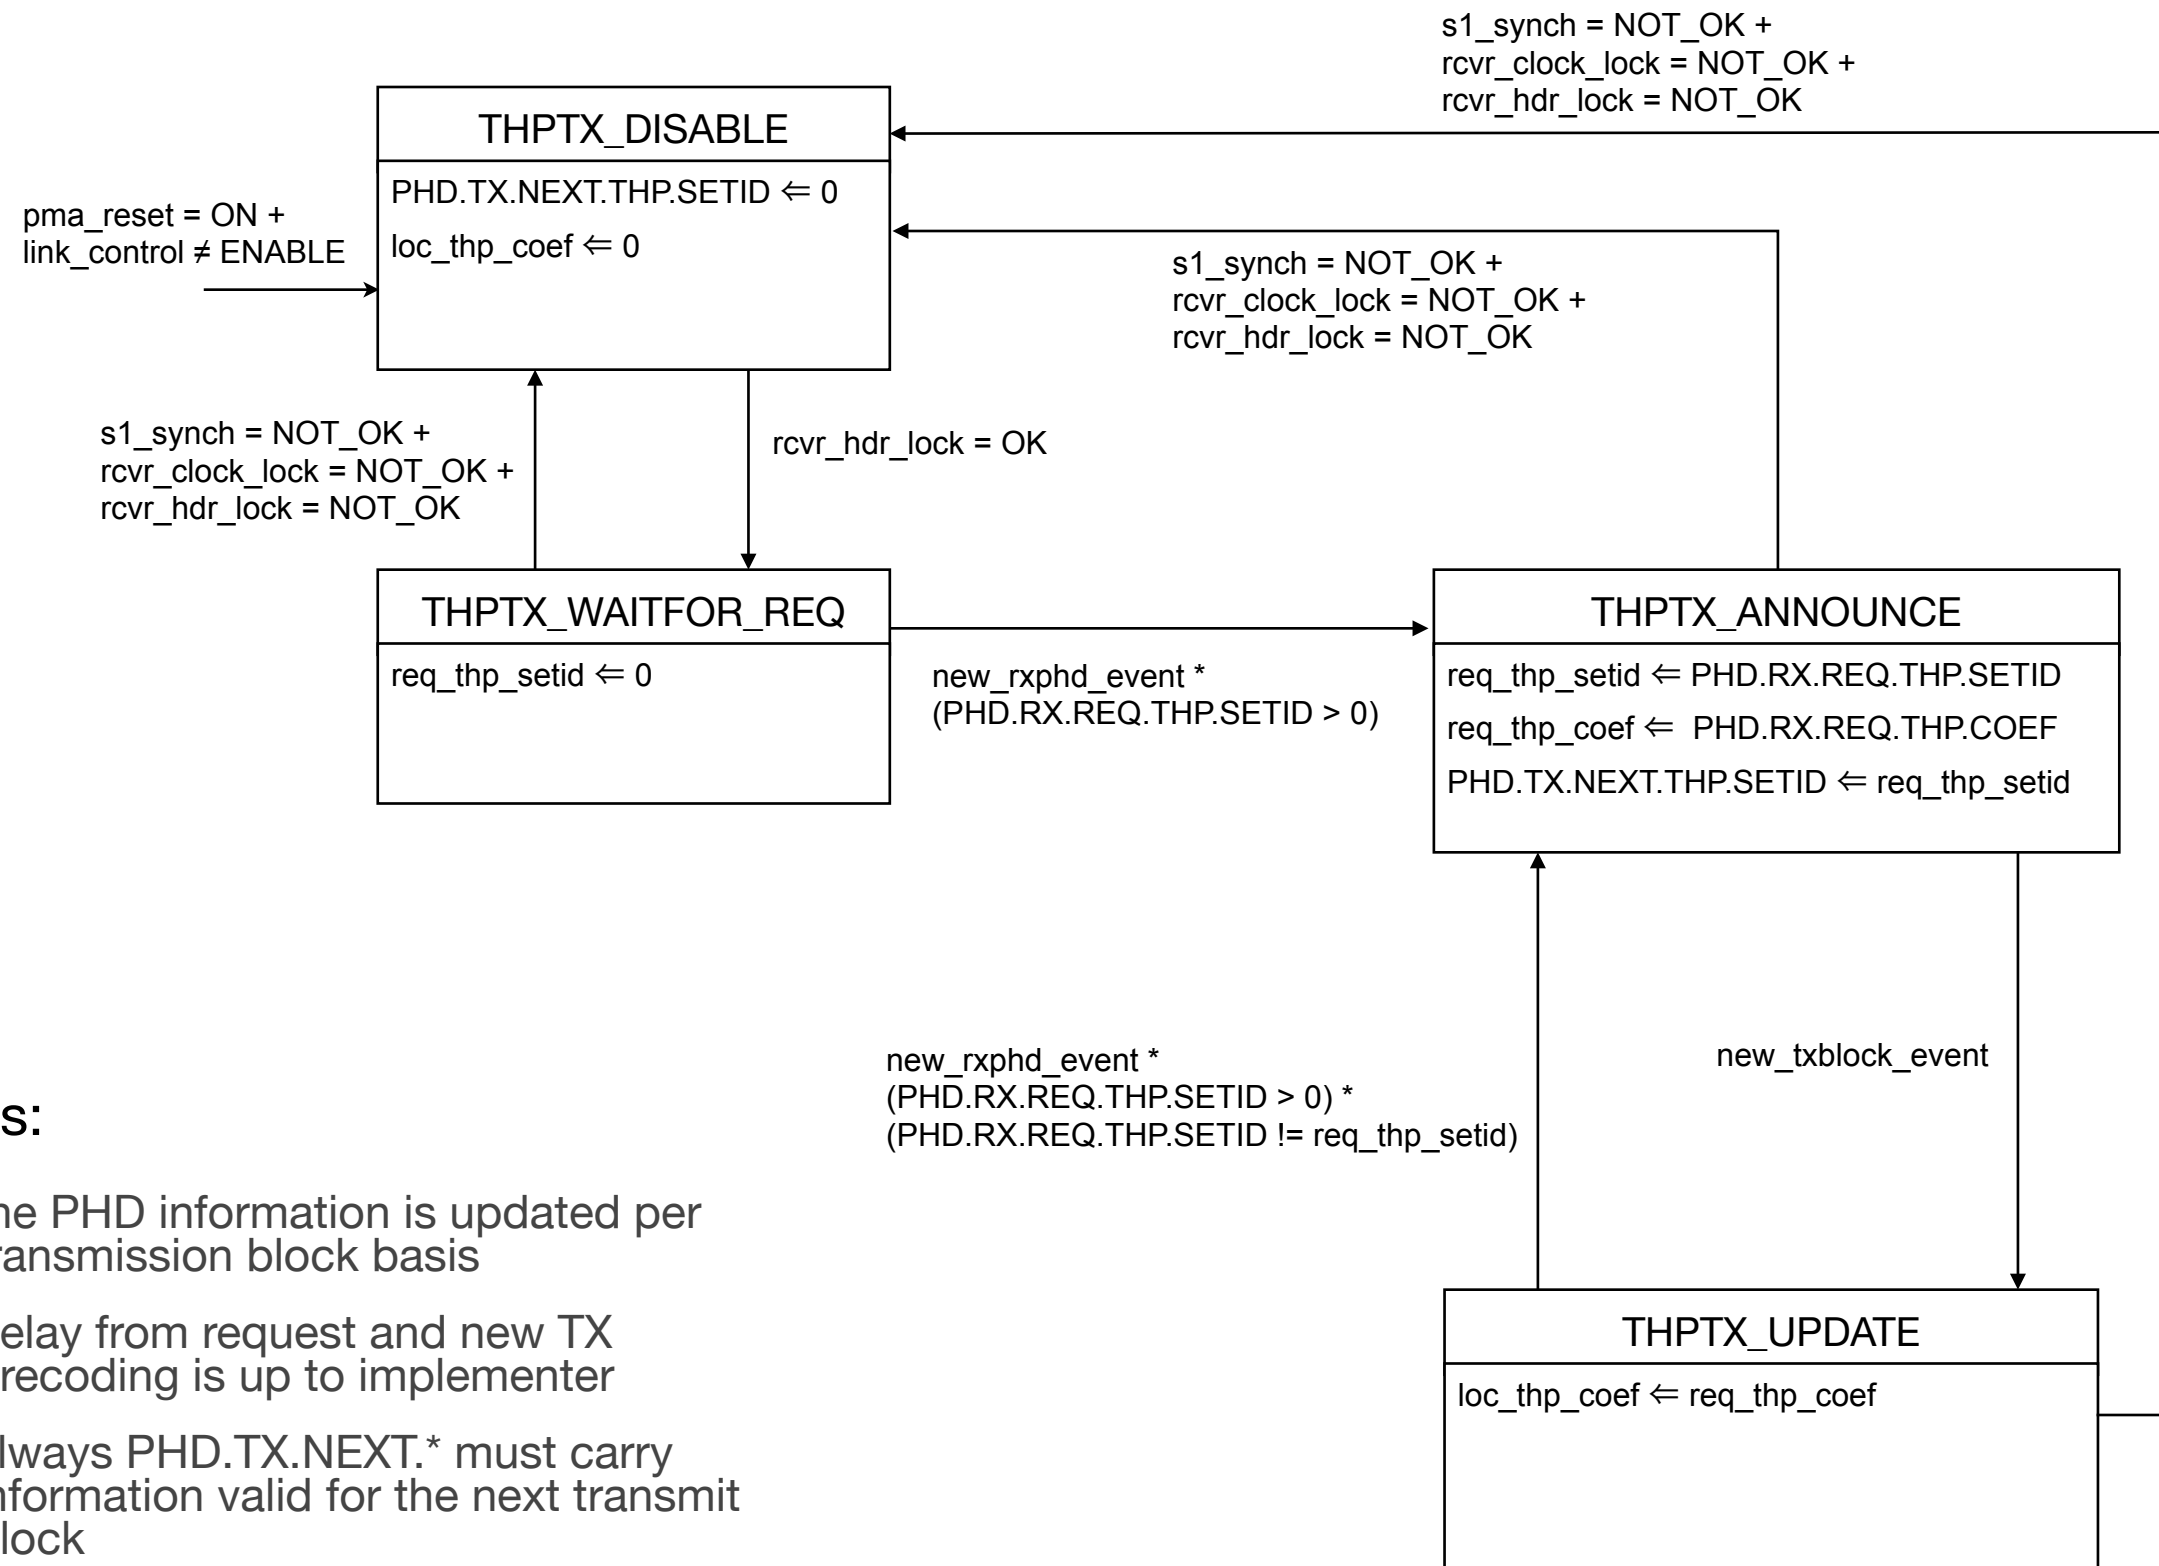 s1_synch = NOT_OK +
rcvr_clock_lock = NOT_OK +
rcvr_hdr_lock = NOT_OK
THPTX_DISABLE
PHD.TX.NEXT.THP.SETID ⇐ 0
loc_thp_coef ⇐ 0
pma_reset = ON +
link_control ≠ ENABLE
s1_synch = NOT_OK +
rcvr_clock_lock = NOT_OK +
rcvr_hdr_lock = NOT_OK
s1_synch = NOT_OK +
rcvr_clock_lock = NOT_OK +
rcvr_hdr_lock = NOT_OK
rcvr_hdr_lock = OK
THPTX_WAITFOR_REQ
req_thp_setid ⇐ 0
new_rxphd_event *
(PHD.RX.REQ.THP.SETID > 0)
THPTX_ANNOUNCE
req_thp_setid ⇐ PHD.RX.REQ.THP.SETID
req_thp_coef ⇐ PHD.RX.REQ.THP.COEF
PHD.TX.NEXT.THP.SETID ⇐ req_thp_setid
new_rxphd_event *
(PHD.RX.REQ.THP.SETID > 0) *
(PHD.RX.REQ.THP.SETID != req_thp_setid)
new_txblock_event
THPTX_UPDATE
loc_thp_coef ⇐ req_thp_coef
s:
he PHD information is updated per
ransmission block basis
elay from request and new TX
recoding is up to implementer
lways PHD.TX.NEXT.* must carry
nformation valid for the next transmit
lock